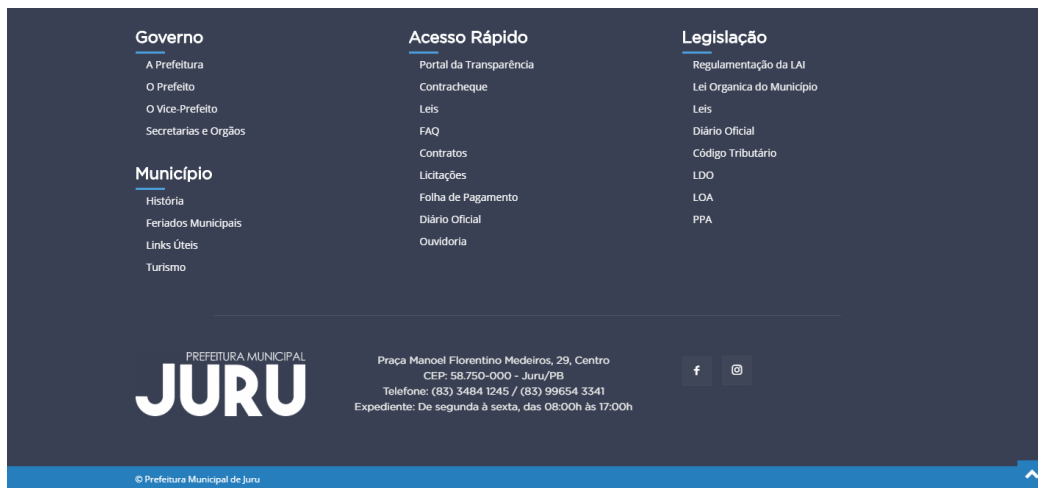 Governo
A Prefeitura
O Prefeito
O Vice-Prefeito
Secretarias e Orgãos
Município
História
Feriados Municipais
Links Úteis
Turismo
Acesso Rápido
Portal da Transparência
Contracheque
Leis
FAQ
Contratos
Licitações
Folha de Pagamento
Diário Oficial
Ouvidoria
Legislação
Regulamentação da LAI
Lei Organica do Município
Leis
Diário Oficial
Código Tributário
LDO
LOA
PPA
PREFEITURA MUNICIPAL
JURU
Praça Manoel Florentino Medeiros, 29, Centro
CEP: 58.750-000 - Juru/PB
Telefone: (83) 3484 1245 / (83) 99654 3341
Expediente: De segunda à sexta, das 08:00h às 17:00h
© Prefeitura Municipal de Juru